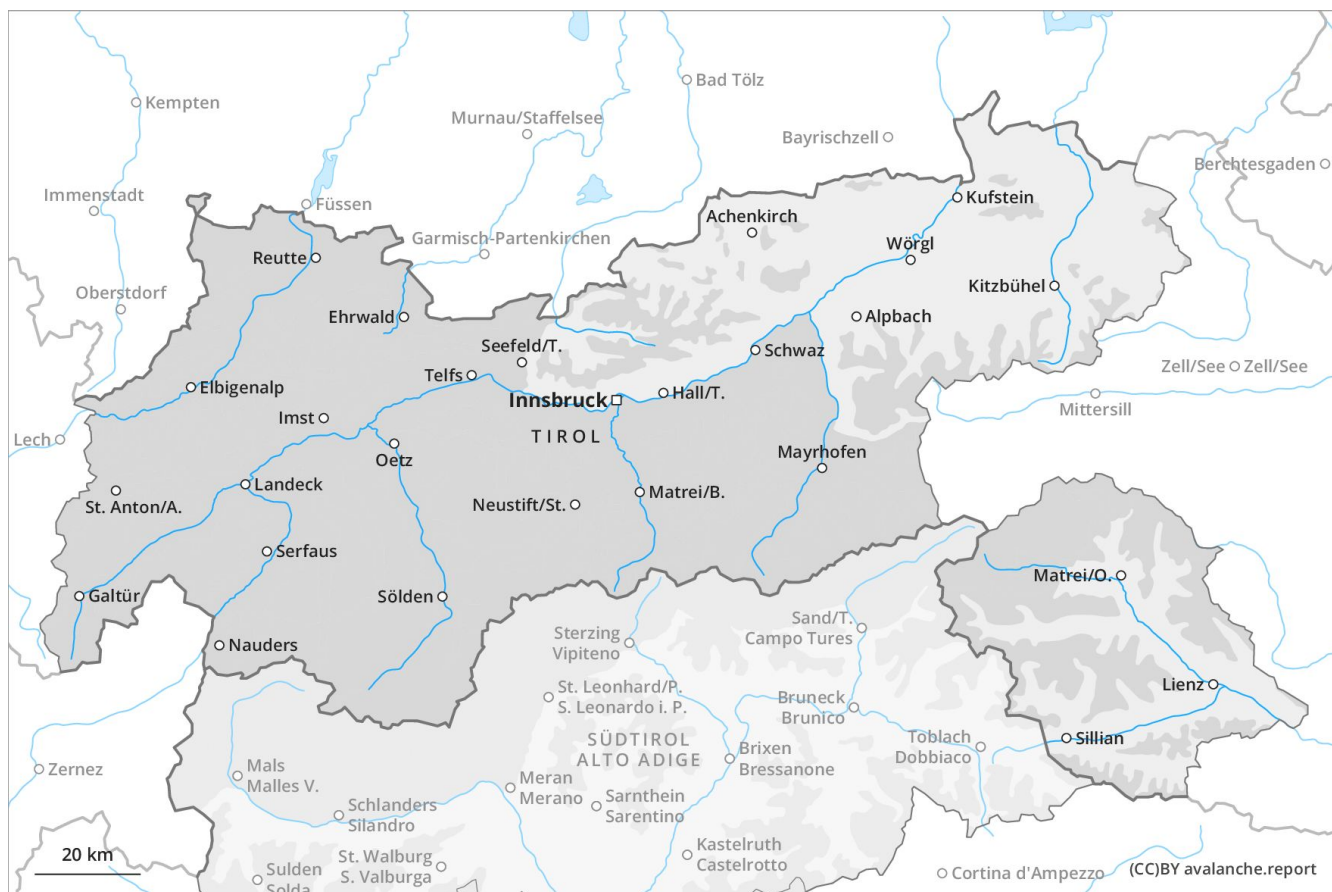 Kempten
Bad Tölz
Murnau/Staffelsee
Bayrischzell
Berchtesgaden
Immenstadt
Füssen
Kufstein
Achenkirch
Garmisch-Partenkirchen
Wörgl
Reutte
Kitzbühel
Oberstdorf
Ehrwald
Alpbach
Seefeld/T.
Schwaz
Telfs
Zell/See
Zell/See
Elbigenalp
Innsbruck
Hall/T.
Mittersill
Imst
Lech
TIROL
Oetz
Mayrhofen
Landeck
Matrei/B.
St. Anton/A.
Neustift/St.
Serfaus
Matrei/O.
Galtür
Sölden
Sand/T.
Campo Tures
Sterzing
Vipiteno
Nauders
Lienz
St. Leonhard/P.
S. Leonardo i. P.
Bruneck
Brunico
Sillian
SÜDTIROL
ALTO ADIGE
Toblach
Dobbiaco
Brixen
Bressanone
Zernez
Mals
Malles V.
Meran
Merano
Sarnthein
Sarentino
Schlanders
Silandro
Kastelruth
Castelrotto
20 km
St. Walburg
S. Valburga
Sulden
Solda
Cortina d'Ampezzo
(CC)BY avalanche.report